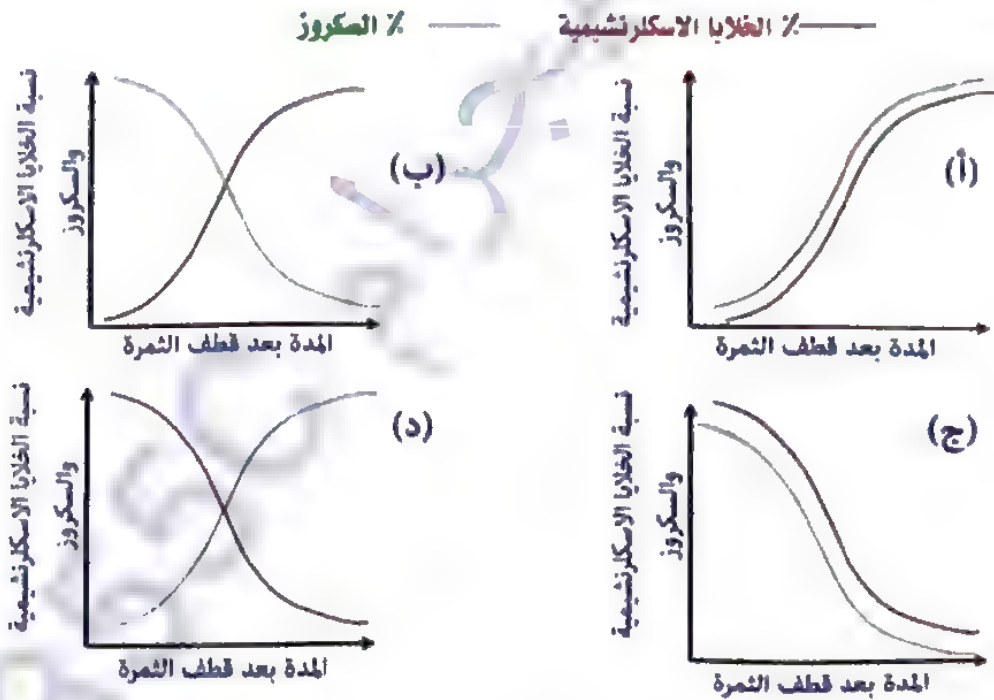 % الخلايا الاسكلرنشيمية % السكروز
(أ)
نسبة الخلايا الاسكلرنشيمية
والسكروز
المدة بعد قطف الثمرة
(ب)
نسبة الخلايا الاسكلرنشيمية
والسكروز
المدة بعد قطف الثمرة
(ج)
نسبة الخلايا الاسكلرنشيمية
والسكروز
المدة بعد قطف الثمرة
(د)
نسبة الخلايا الاسكلرنشيمية
والسكروز
المدة بعد قطف الثمرة